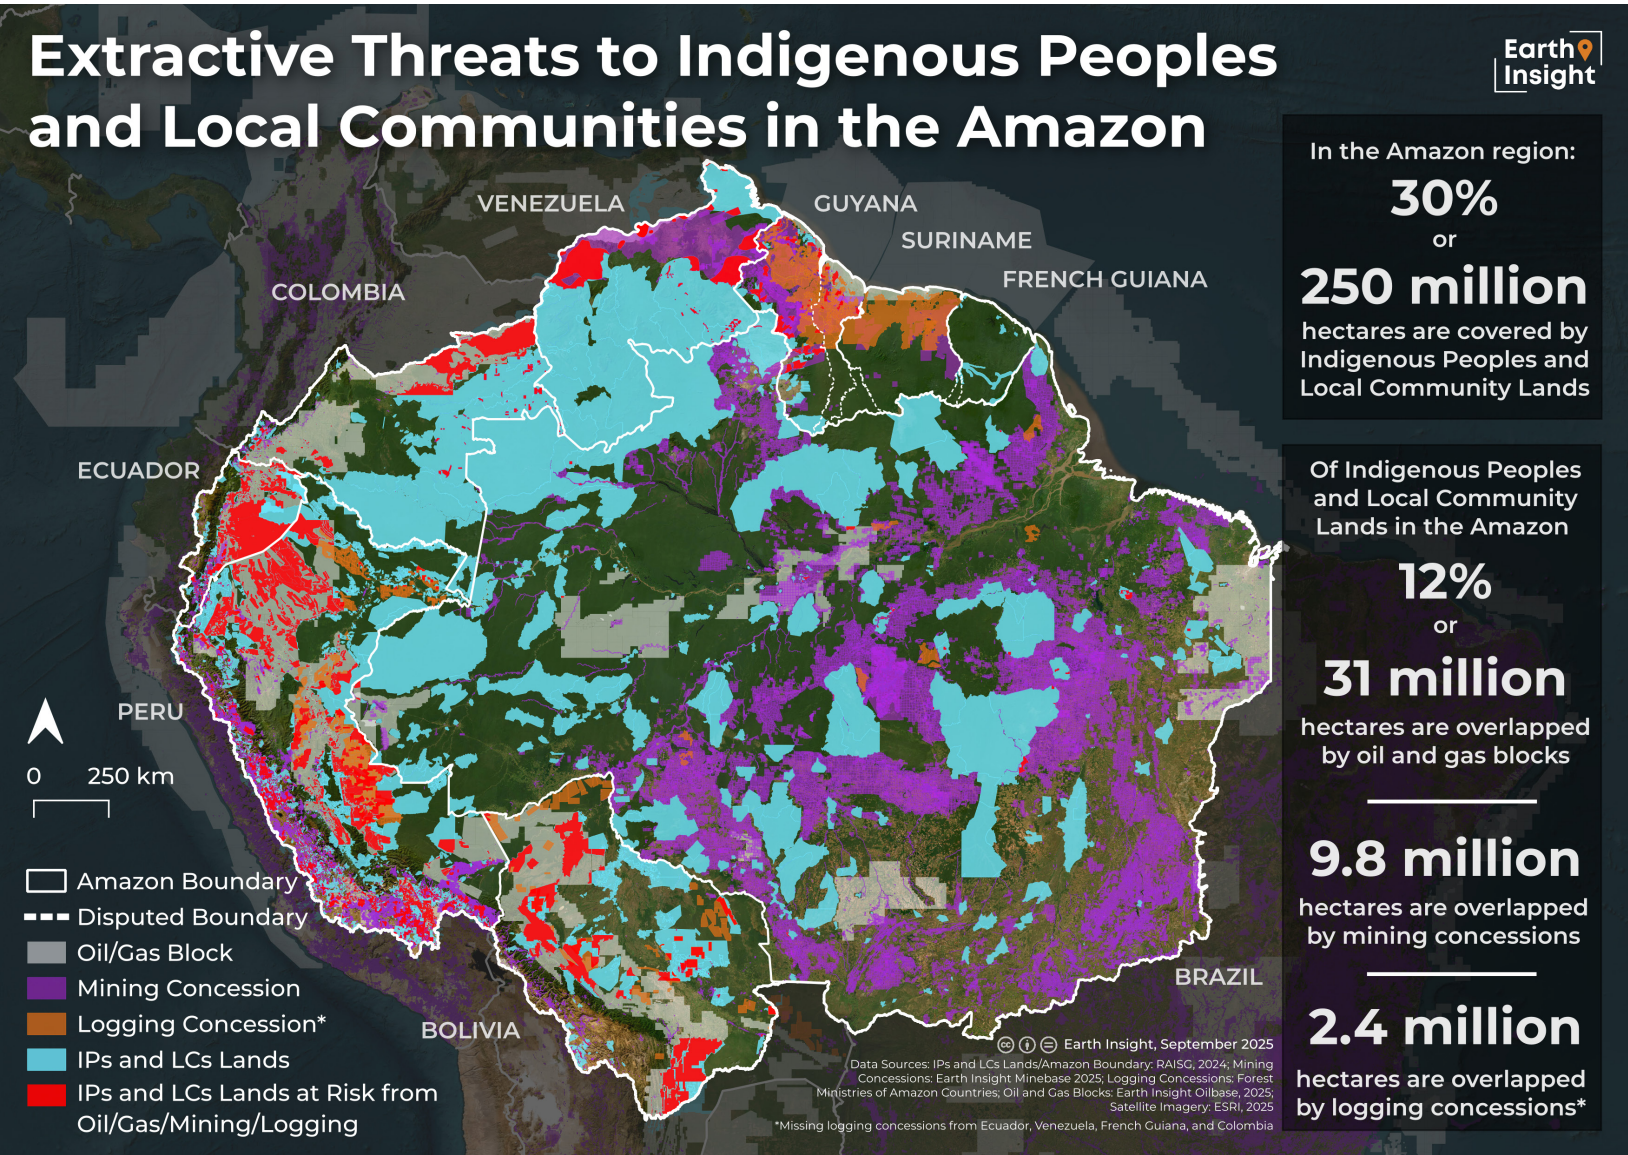 Extractive Threats to Indigenous Peoples
and Local Communities in the Amazon
Earth
Insight
In the Amazon region:
30%
or
250 million
hectares are covered by
Indigenous Peoples and
Local Community Lands
Of Indigenous Peoples
and Local Community
Lands in the Amazon
12%
or
31 million
hectares are overlapped
by oil and gas blocks
9.8 million
hectares are overlapped
by mining concessions
2.4 million
hectares are overlapped
by logging concessions*
VENEZUELA
GUYANA
SURINAME
FRENCH GUIANA
COLOMBIA
ECUADOR
PERU
BOLIVIA
BRAZIL
0 250 km
Amazon Boundary
Disputed Boundary
Oil/Gas Block
Mining Concession
Logging Concession*
IPs and LCs Lands
IPs and LCs Lands at Risk from
Oil/Gas/Mining/Logging
cc Earth Insight, September 2025
Data Sources: IPs and LCs Lands/Amazon Boundary: RAISG, 2024; Mining
Concessions: Earth Insight Minebase 2025; Logging Concessions: Forest
Ministries of Amazon Countries; Oil and Gas Blocks: Earth Insight Oilbase, 2025;
Satellite Imagery: ESRI, 2025
*Missing logging concessions from Ecuador, Venezuela, French Guiana, and Colombia